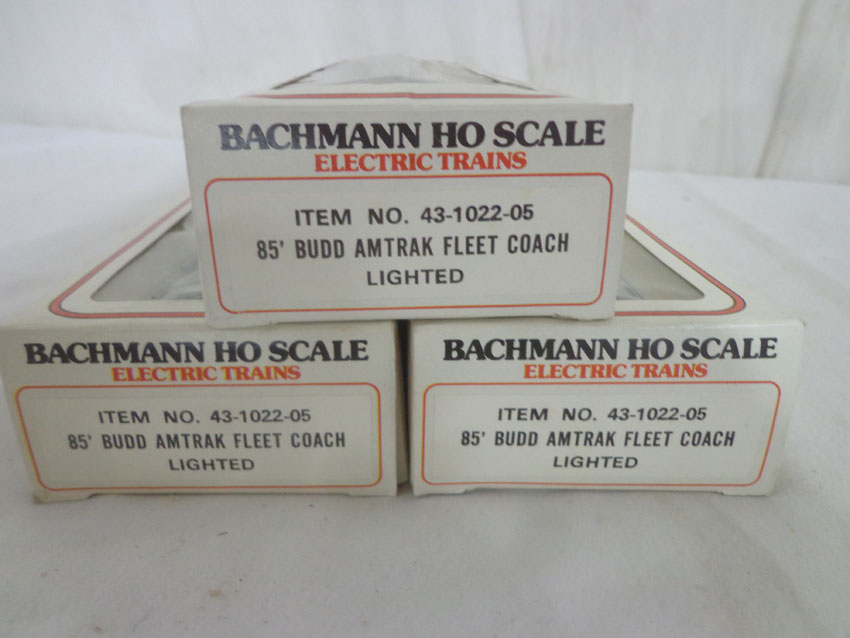 BACHMANN HO SCALE
ELECTRIC TRAINS
ITEM NO. 43-1022-05
85' BUDD AMTRAK FLEET COACH
LIGHTED
BACHMANN HO SCALE
ELECTRIC TRAINS
ITEM NO. 43-1022-05
85' BUDD AMTRAK FLEET COACH
LIGHTED
BACHMANN HO SCALE
ELECTRIC TRAINS
ITEM NO. 43-1022-05
85' BUDD AMTRAK FLEET COACH
LIGHTED